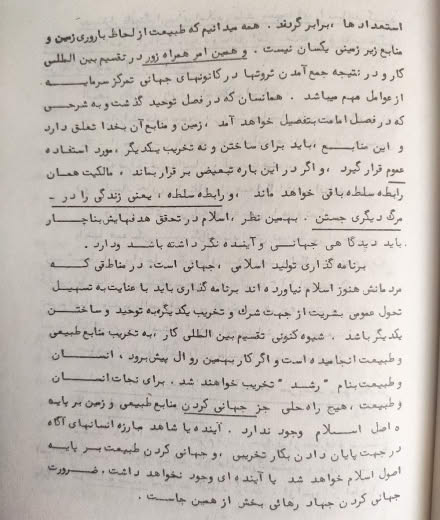 استعدادها ، برابر گردند . همه میدانیم که طبیعت از لحاظ باروری زمین و
منابع زیر زمینی یکسان نیست . و همین امر همراه زور در تقسیم بین المللی
کار و در نتیجه جمع آمدن ثروتها در کانونهای جهانی تمرکز سرمایه
از عوامل مهم میباشد . همانسان که در فصل توحید گذشت و به شرحی
که در فصل امامت بتفصیل خواهد آمد ، زمین و منابع آن بخدا تعلق دارد
و این منابع ، باید برای ساختن و نه تخریب یکدیگر ، مورد استفاده
عموم قرار گیرد ، و اگر در این باره تبعیض بر قرار بماند ، مالکیت همان
رابطه سلطه باقی خواهد ماند ، و رابطه سلطه ، یعنی زندگی را در -
مرگ دیگری جستن . بهمین نظر ، اسلام در تحقق هدفهایش بناچار
باید دیدگاهی جهانی و آینده نگر داشته باشد و دارد .
برنامه گذاری تولید اسلامی ، جهانی است . در مناطقی که
مردمانش هنوز اسلام نیاورده اند برنامه گذاری باید با عنایت به تسهیل
تحول عمومی بشریت از جهت شرک و تخریب یکدیگر به توحید و ساختن
یکدیگر باشد . شیوه کنونی تقسیم بین المللی کار ، به تخریب منابع طبیعی
و طبیعت انجامیده است و اگر کار بهمین روال پیش برود ، انسان
و طبیعت بنام " رشد " تخریب خواهند شد . برای نجات انسان
و طبیعت ، هیچ راه حلی جز جهانی کردن منابع طبیعی و زمین بر پایه
ه اصل اسلام وجود ندارد . آینده یا شاهد مبارزه انسانهای آگاه
در جهت پایان دادن بکار تخریبی ، و جهانی کردن طبیعت بر پایه
اصول اسلام خواهد شد یا آینده ای وجود نخواهد داشت . ضرورت
جهانی کردن جهاد رهائی بخش از همین جاست .